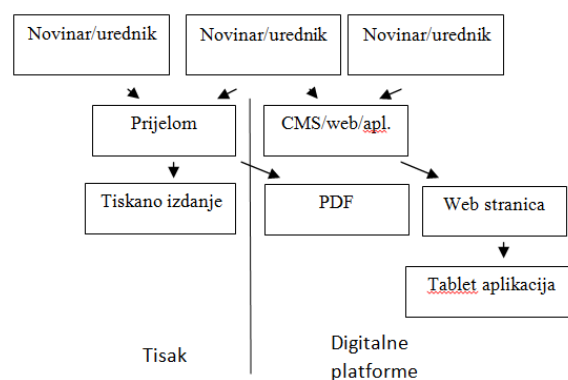 Novinar/urednik
Novinar/urednik
Novinar/urednik
Prijelom
CMS/web/apl.
Tiskano izdanje
PDF
Web stranica
Tablet aplikacija
Tisak
Digitalne
platforme